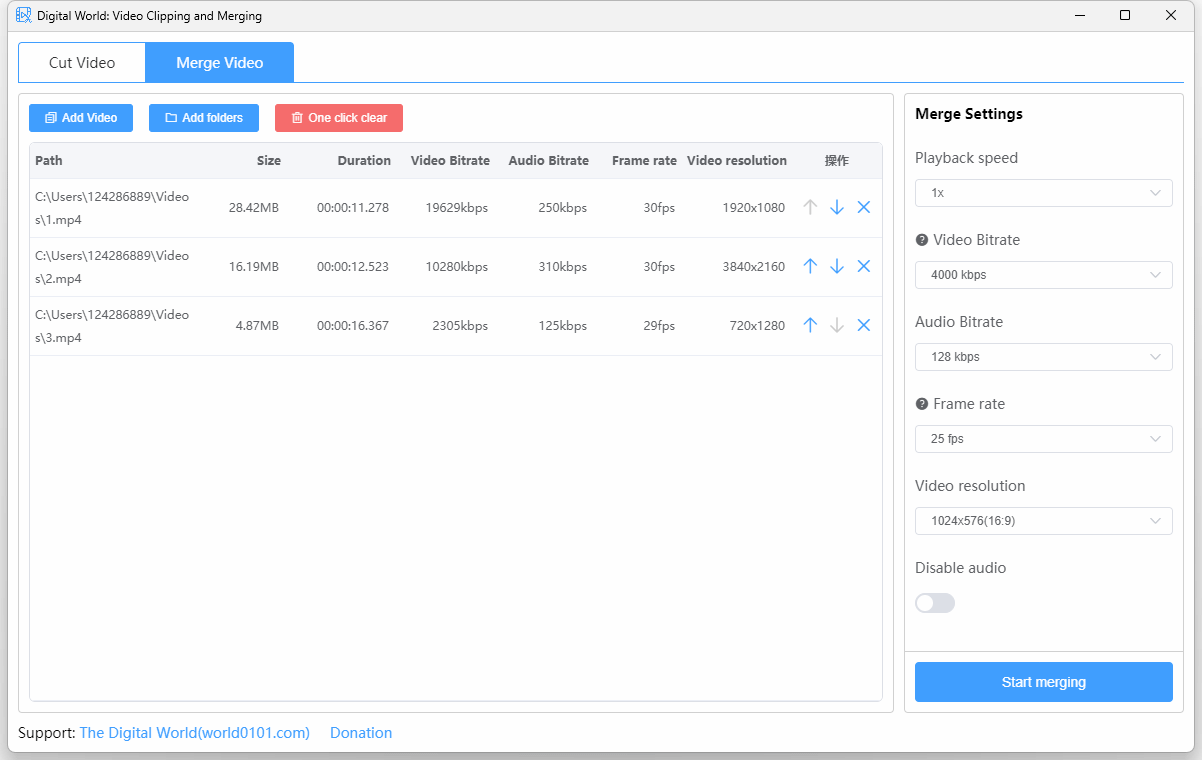 Digital World: Video Clipping and Merging
Cut Video
Merge Video
Add Video
Add folders
One click clear
Path Size Duration Video Bitrate Audio Bitrate Frame rate Video resolution 操作
C:\Users\124286889\Video
s\1.mp4
28.42MB 00:00:11.278 19629kbps 250kbps 30fps 1920x1080
C:\Users\124286889\Video
s\2.mp4
16.19MB 00:00:12.523 10280kbps 310kbps 30fps 3840x2160
C:\Users\124286889\Video
s\3.mp4
4.87MB 00:00:16.367 2305kbps 125kbps 29fps 720x1280
Merge Settings
Playback speed
1x
Video Bitrate
4000 kbps
Audio Bitrate
128 kbps
Frame rate
25 fps
Video resolution
1024x576(16:9)
Disable audio
Start merging
Support: The Digital World(world0101.com) Donation